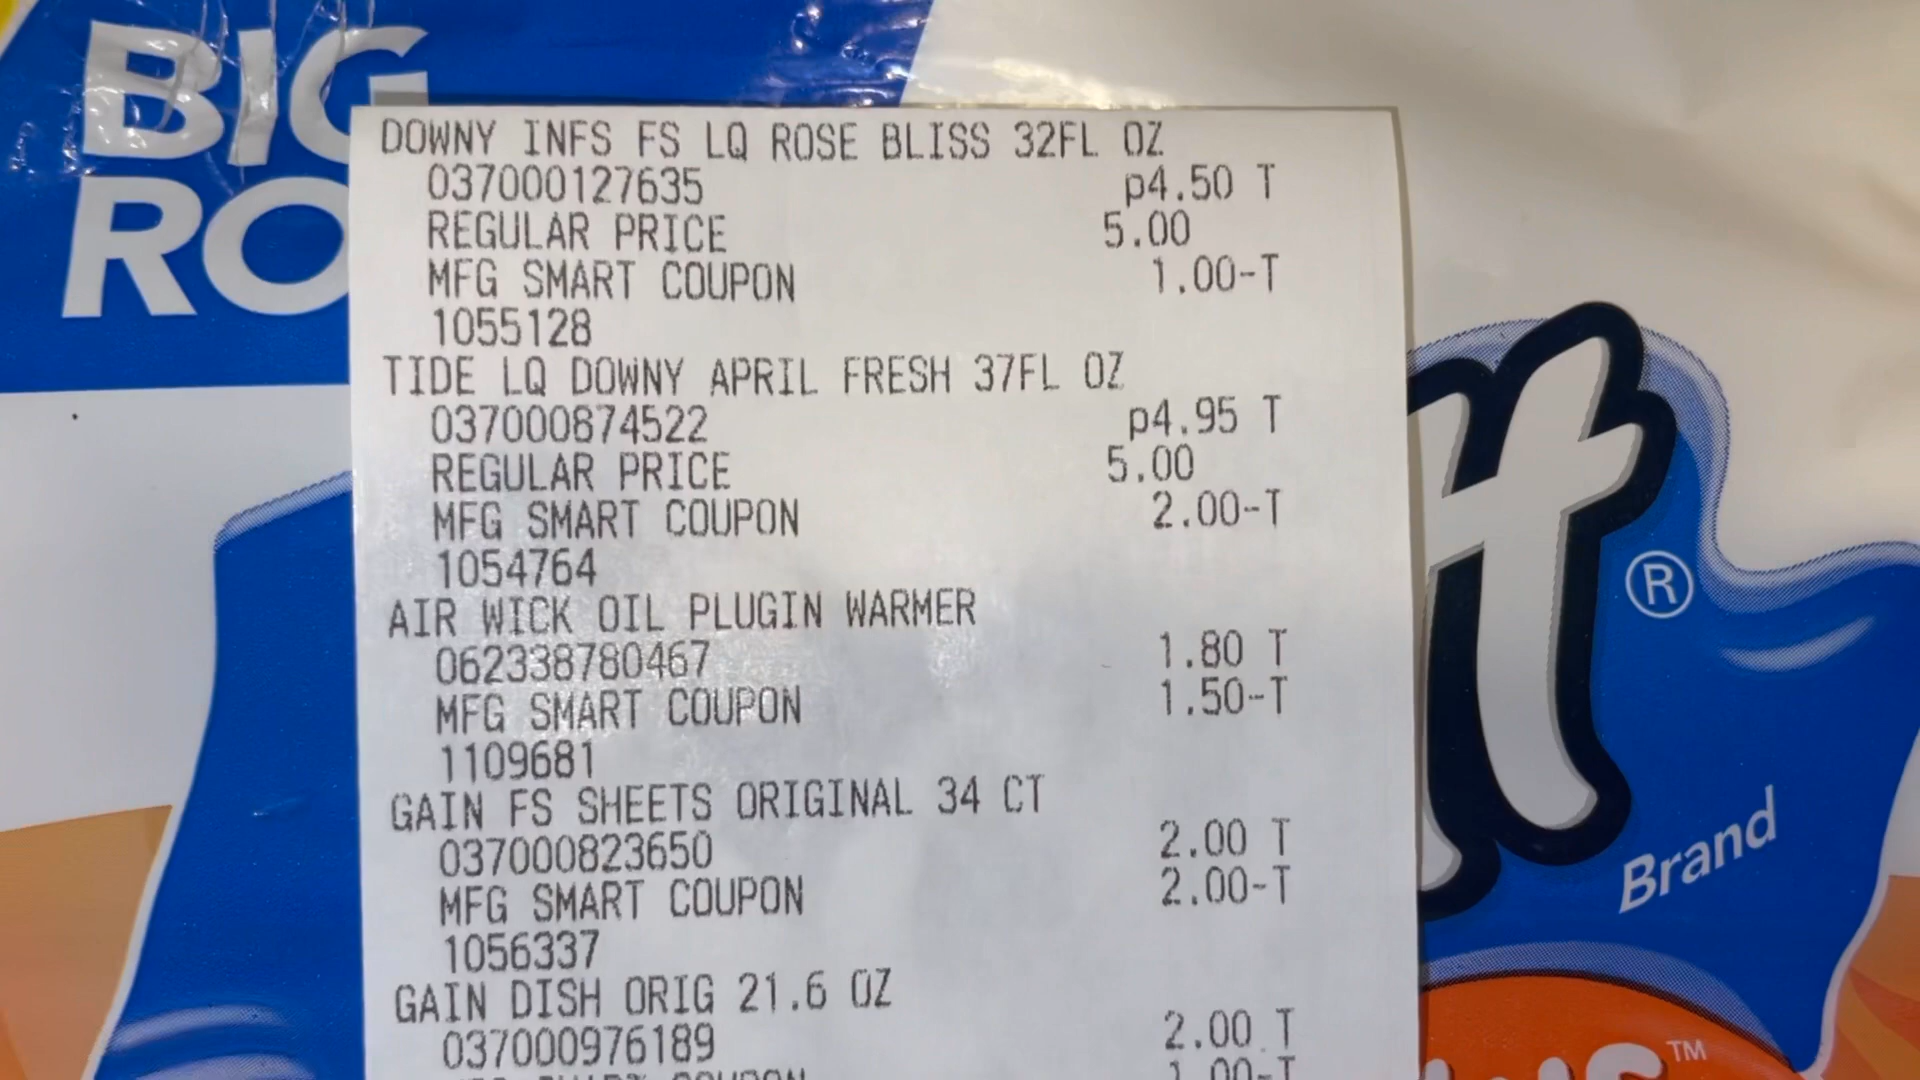 BIG
RO
DOWNY INFS FS LQ ROSE BLISS 32FL OZ
037000127635 p4.50 T
REGULAR PRICE 5.00
MFG SMART COUPON 1.00-T
1055128
TIDE LQ DOWNY APRIL FRESH 37FL OZ
037000874522 p4.95 T
REGULAR PRICE 5.00
MFG SMART COUPON 2.00-T
1054764
AIR WICK OIL PLUGIN WARMER
062338780467 1.80 T
MFG SMART COUPON 1.50-T
1109681
GAIN FS SHEETS ORIGINAL 34 CT
037000823650 2.00 T
MFG SMART COUPON 2.00-T
1056337
GAIN DISH ORIG 21.6 OZ
037000976189 2.00 T
1.00-T
®
Brand
TM